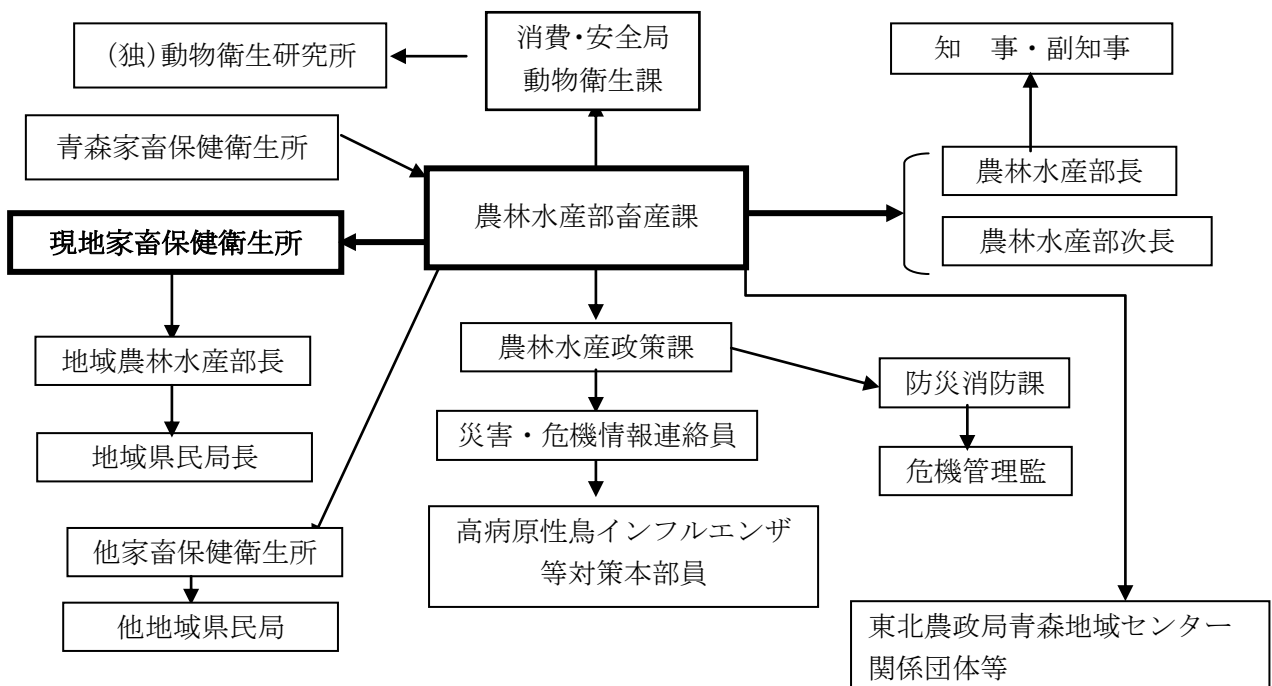 (独)動物衛生研究所
消費・安全局
動物衛生課
知　事・副知事
青森家畜保健衛生所
農林水産部長
農林水産部畜産課
農林水産部次長
現地家畜保健衛生所
地域農林水産部長
農林水産政策課
防災消防課
地域県民局長
災害・危機情報連絡員
危機管理監
他家畜保健衛生所
高病原性鳥インフルエンザ
等対策本部員
他地域県民局
東北農政局青森地域センター
関係団体等